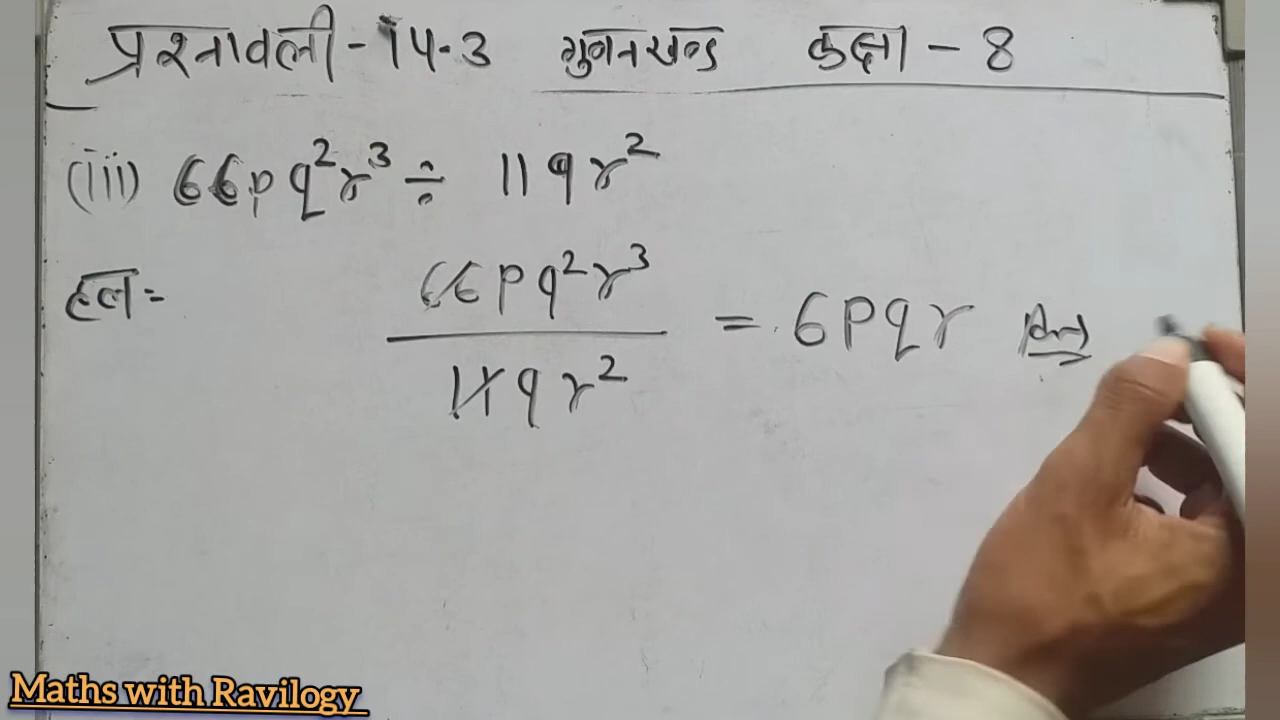 प्रश्नावली - 14.3 गुणनखण्ड कक्षा - 8
(iii) 66pq²r³ ÷ 11qr²
हल:- 66pq²r³ / 11qr² = 6pqr Ans
Maths with Ravilogy